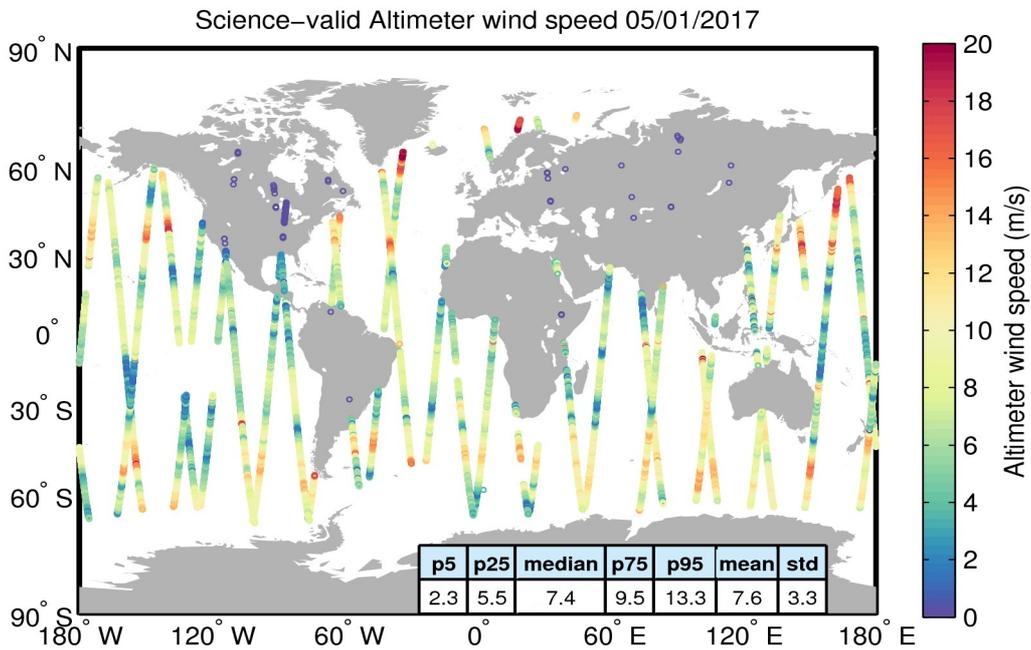 Science−valid Altimeter wind speed 05/01/2017
90° N
60° N
30° N
0°
30° S
60° S
90° S
180° W
120° W
60° W
0°
60° E
120° E
180° E
p5 p25 median p75 p95 mean std
2.3 5.5 7.4 9.5 13.3 7.6 3.3
20
18
16
14
12
10
8
6
4
2
0
Altimeter wind speed (m/s)